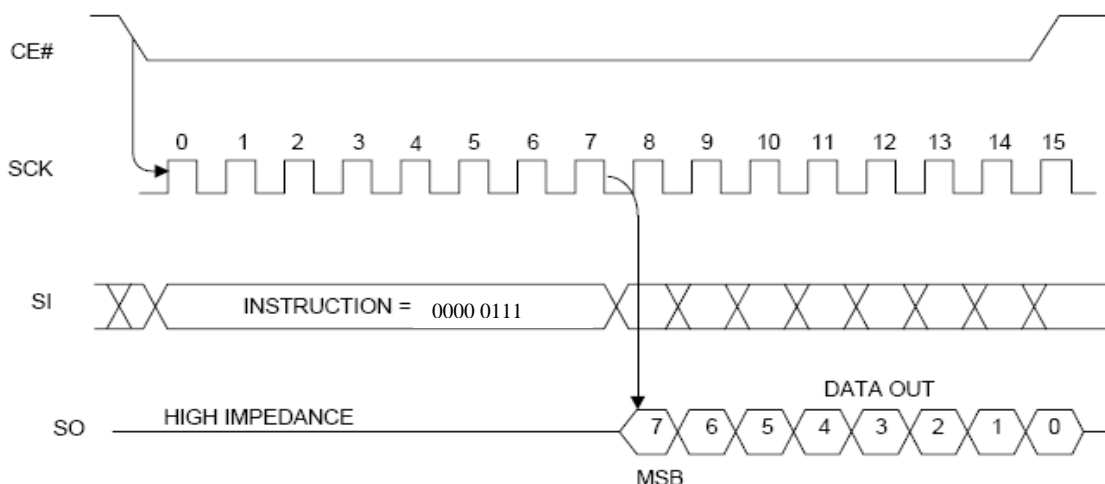 CE#
0 1 2 3 4 5 6 7 8 9 10 11 12 13 14 15
SCK
SI
INSTRUCTION = 0000 0111
DATA OUT
HIGH IMPEDANCE
SO
7 6 5 4 3 2 1 0
MSB